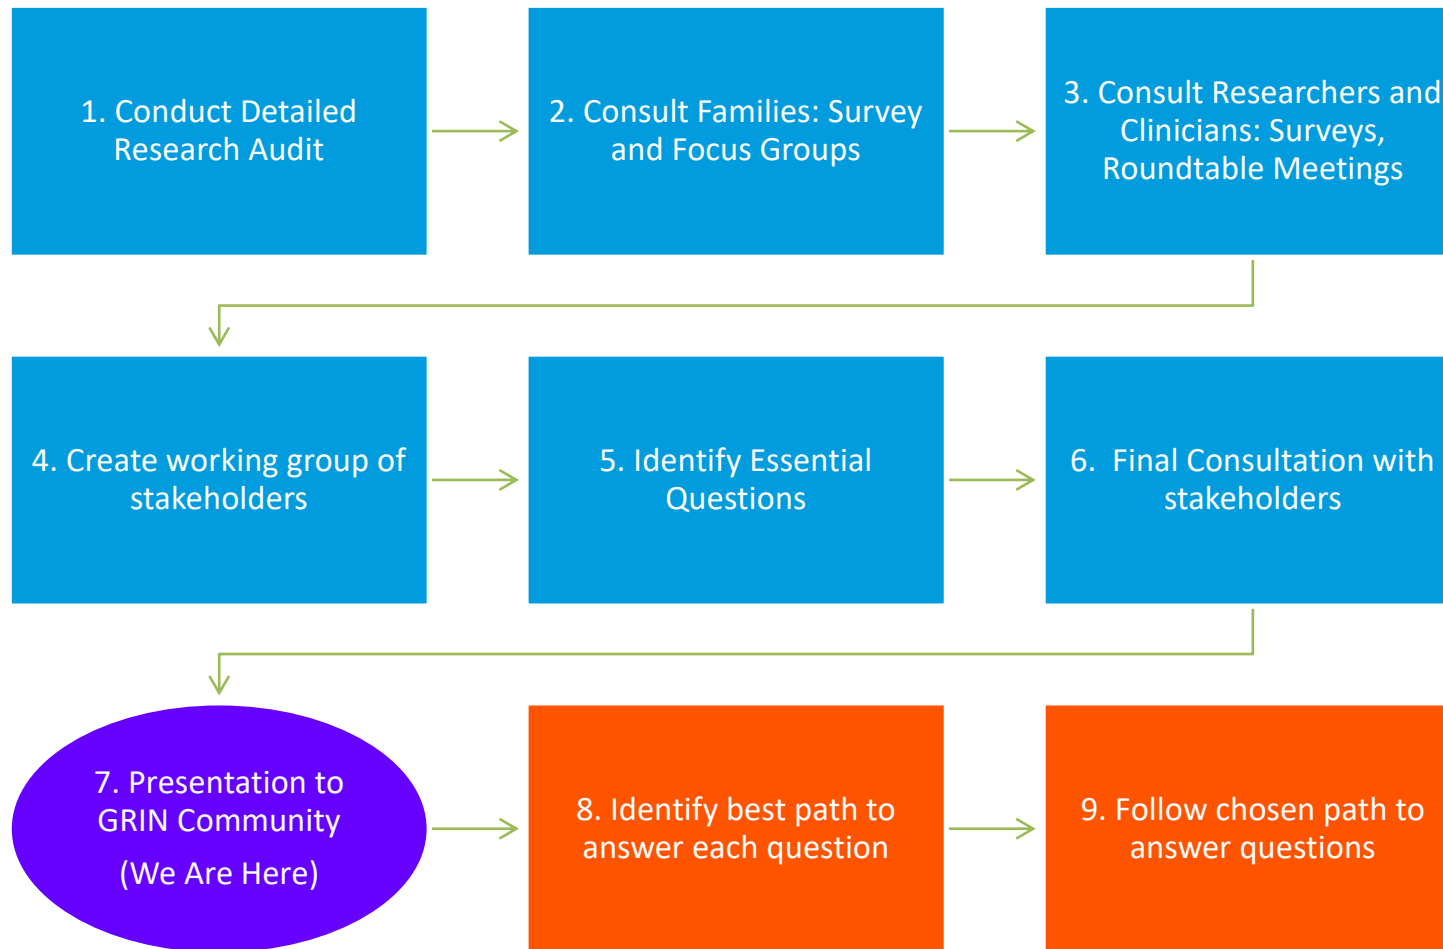 1. Conduct Detailed
Research Audit
2. Consult Families: Survey
and Focus Groups
3. Consult Researchers and
Clinicians: Surveys,
Roundtable Meetings
4. Create working group of
stakeholders
5. Identify Essential
Questions
6.  Final Consultation with
stakeholders
7. Presentation to
GRIN Community
(We Are Here)
8. Identify best path to
answer each question
9. Follow chosen path to
answer questions